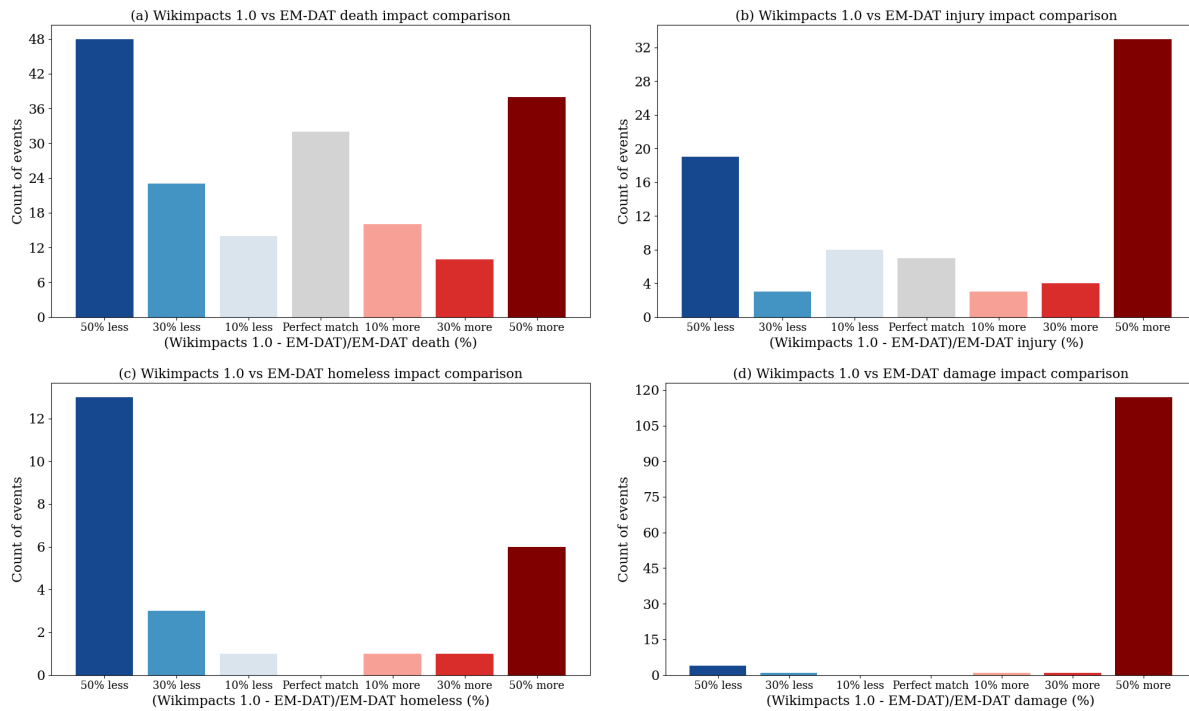 (a) Wikimpacts 1.0 vs EM-DAT death impact comparison
Count of events
48
42
36
30
24
18
12
6
0
50% less 30% less 10% less Perfect match 10% more 30% more 50% more
(Wikimpacts 1.0 - EM-DAT)/EM-DAT death (%)
(b) Wikimpacts 1.0 vs EM-DAT injury impact comparison
Count of events
32
28
24
20
16
12
8
4
0
50% less 30% less 10% less Perfect match 10% more 30% more 50% more
(Wikimpacts 1.0 - EM-DAT)/EM-DAT injury (%)
(c) Wikimpacts 1.0 vs EM-DAT homeless impact comparison
Count of events
12
10
8
6
4
2
0
50% less 30% less 10% less Perfect match 10% more 30% more 50% more
(Wikimpacts 1.0 - EM-DAT)/EM-DAT homeless (%)
(d) Wikimpacts 1.0 vs EM-DAT damage impact comparison
Count of events
120
105
90
75
60
45
30
15
0
50% less 30% less 10% less Perfect match 10% more 30% more 50% more
(Wikimpacts 1.0 - EM-DAT)/EM-DAT damage (%)